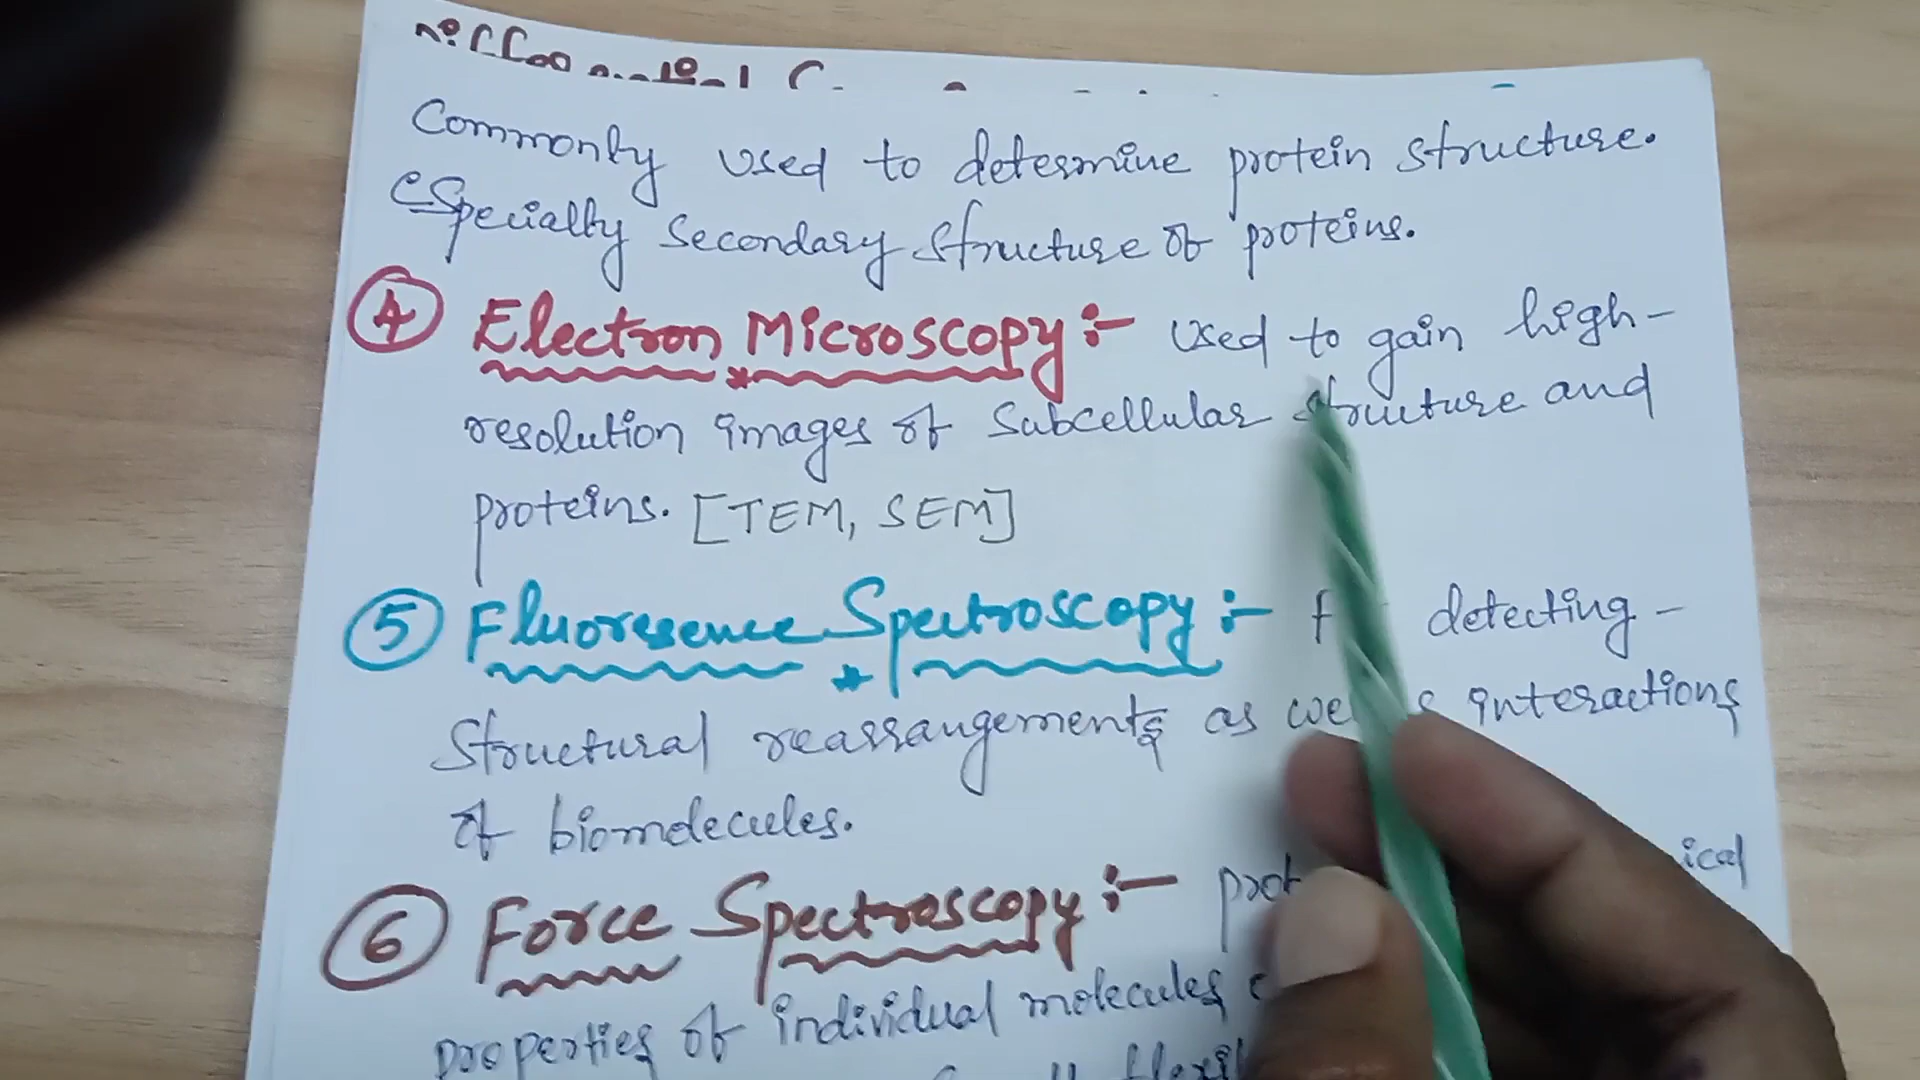 Commonly used to determine protein structure.
especially secondary structure of proteins.
④ Electron Microscopy :- used to gain high-
resolution images of subcellular structure and
proteins. [TEM, SEM]
⑤ Fluoresence Spectroscopy :- detecting -
structural rearrangements as interactions
of biomolecules.
⑥ Force Spectroscopy :-
properties of individual molecules